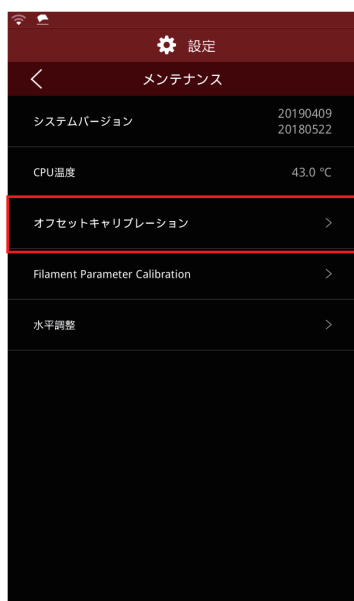 設定
メンテナンス
システムバージョン
20190409
20180522
CPU温度
43.0 ℃
オフセットキャリブレーション
Filament Parameter Calibration
水平調整